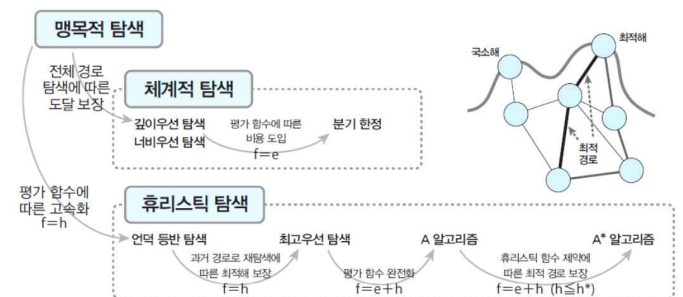 맹목적 탐색
전체 경로
탐색에 따른
도달 보장
체계적 탐색
깊이우선 탐색
너비우선 탐색
평가 함수에 따른
비용 도입
f=e
분기 한정
국소해
최적해
최적
경로
평가 함수에
따른 고속화
f=h
휴리스틱 탐색
언덕 등반 탐색
과거 경로로 재탐색에
따른 최적해 보장
f=h
최고우선 탐색
평가 함수 완전화
f=e+h
A 알고리즘
휴리스틱 함수 제약에
따른 최적 경로 보장
f=e+h (h≦h*)
A* 알고리즘